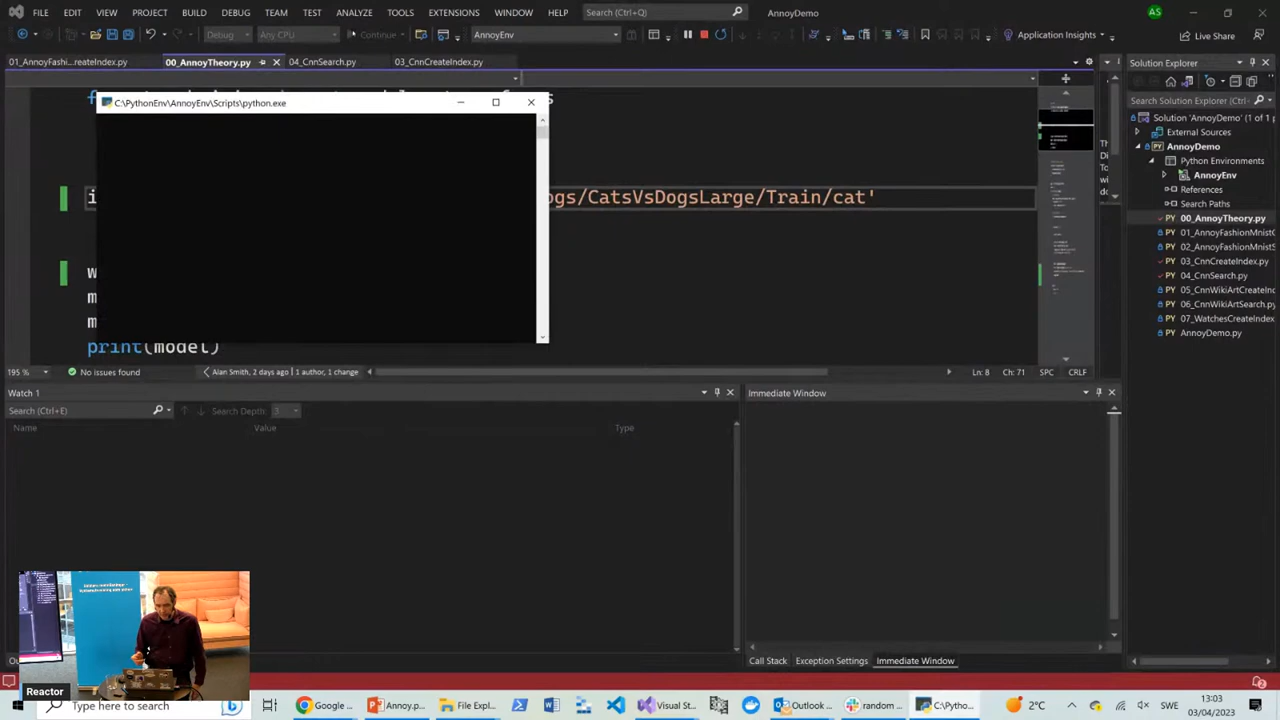 FILE EDIT VIEW GIT PROJECT BUILD DEBUG TEAM TEST ANALYZE TOOLS EXTENSIONS WINDOW HELP Search (Ctrl+Q) AnnoyDemo AS
Debug Any CPU Continue AnnoyEnv Application Insights Live Share
01_AnnoyFashi...reateIndex.py 00_AnnoyTheory.py 04_CnnSearch.py 03_CnnCreateIndex.py
Solution Explorer
C:\PythonEnv\AnnoyEnv\Scripts\python.exe
Search Solution Explorer (Ctrl+
Solution 'AnnoyDemo' (1 of 1 p
External Sources
AnnoyDemo
Python Environments
AnnoyEnv
References
Search Paths
00_AnnoyTheory.py
01_AnnoyFashionMnistC
02_AnnoyFashionMnistS
03_CnnCreateIndex.py
04_CnnSearch.py
05_CnnWikiArtCreateInde
06_CnnWikiArtSearch.py
07_WatchesCreateIndex
AnnoyDemo.py
ogs/CatsVsDogsLarge/Train/cat'
print(model)
195 % No issues found Alan Smith, 2 days ago | 1 author, 1 change Ln: 8 Ch: 71 SPC CRLF
Watch 1
Search (Ctrl+E) Search Depth: 3
Name Value Type
Immediate Window
Call Stack Exception Settings Immediate Window
Reactor
Type here to search
Google ... Annoy.p... File Expl... Visual St... Outlook ... random ... C:\Pytho... 2°C SWE 13:03
03/04/2023